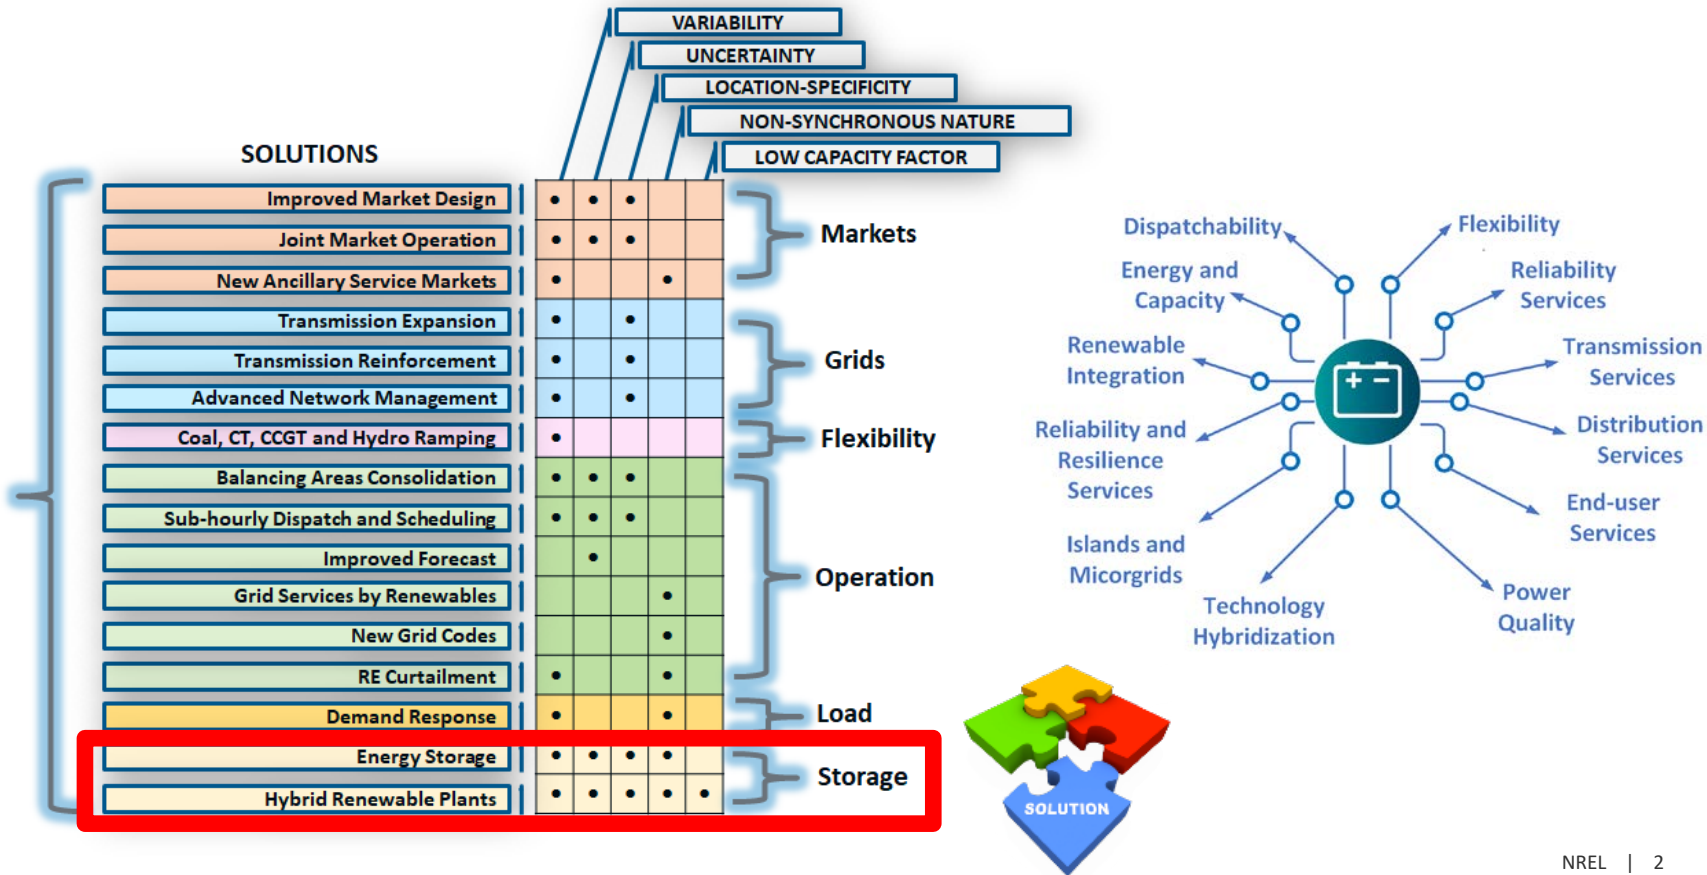 VARIABILITY
UNCERTAINTY
LOCATION-SPECIFICITY
NON-SYNCHRONOUS NATURE
LOW CAPACITY FACTOR
SOLUTIONS
Improved Market Design
Joint Market Operation
New Ancillary Service Markets
Markets
Transmission Expansion
Transmission Reinforcement
Advanced Network Management
Grids
Coal, CT, CCGT and Hydro Ramping
Flexibility
Balancing Areas Consolidation
Sub-hourly Dispatch and Scheduling
Improved Forecast
Grid Services by Renewables
New Grid Codes
RE Curtailment
Operation
Demand Response
Load
Energy Storage
Hybrid Renewable Plants
Storage
Dispatchability
Energy and
Capacity
Renewable
Integration
Reliability and
Resilience
Services
Islands and
Micorgrids
Technology
Hybridization
Flexibility
Reliability
Services
Transmission
Services
Distribution
Services
End-user
Services
Power
Quality
+ −
SOLUTION
NREL | 2